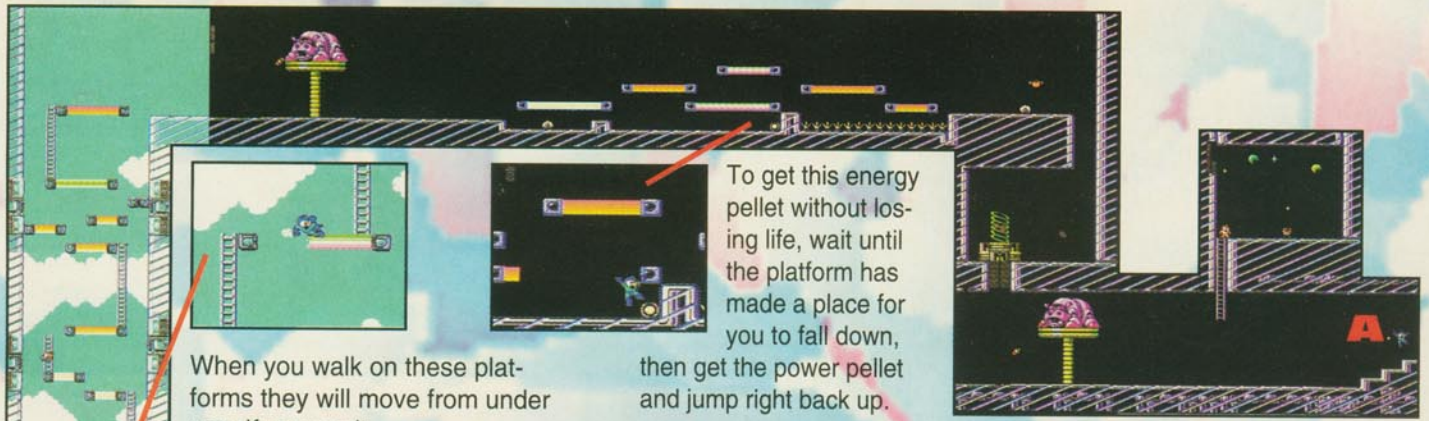 To get this energy
pellet without los-
ing life, wait until
the platform has
made a place for
you to fall down,
then get the power pellet
and jump right back up.
When you walk on these plat-
forms they will move from under
A